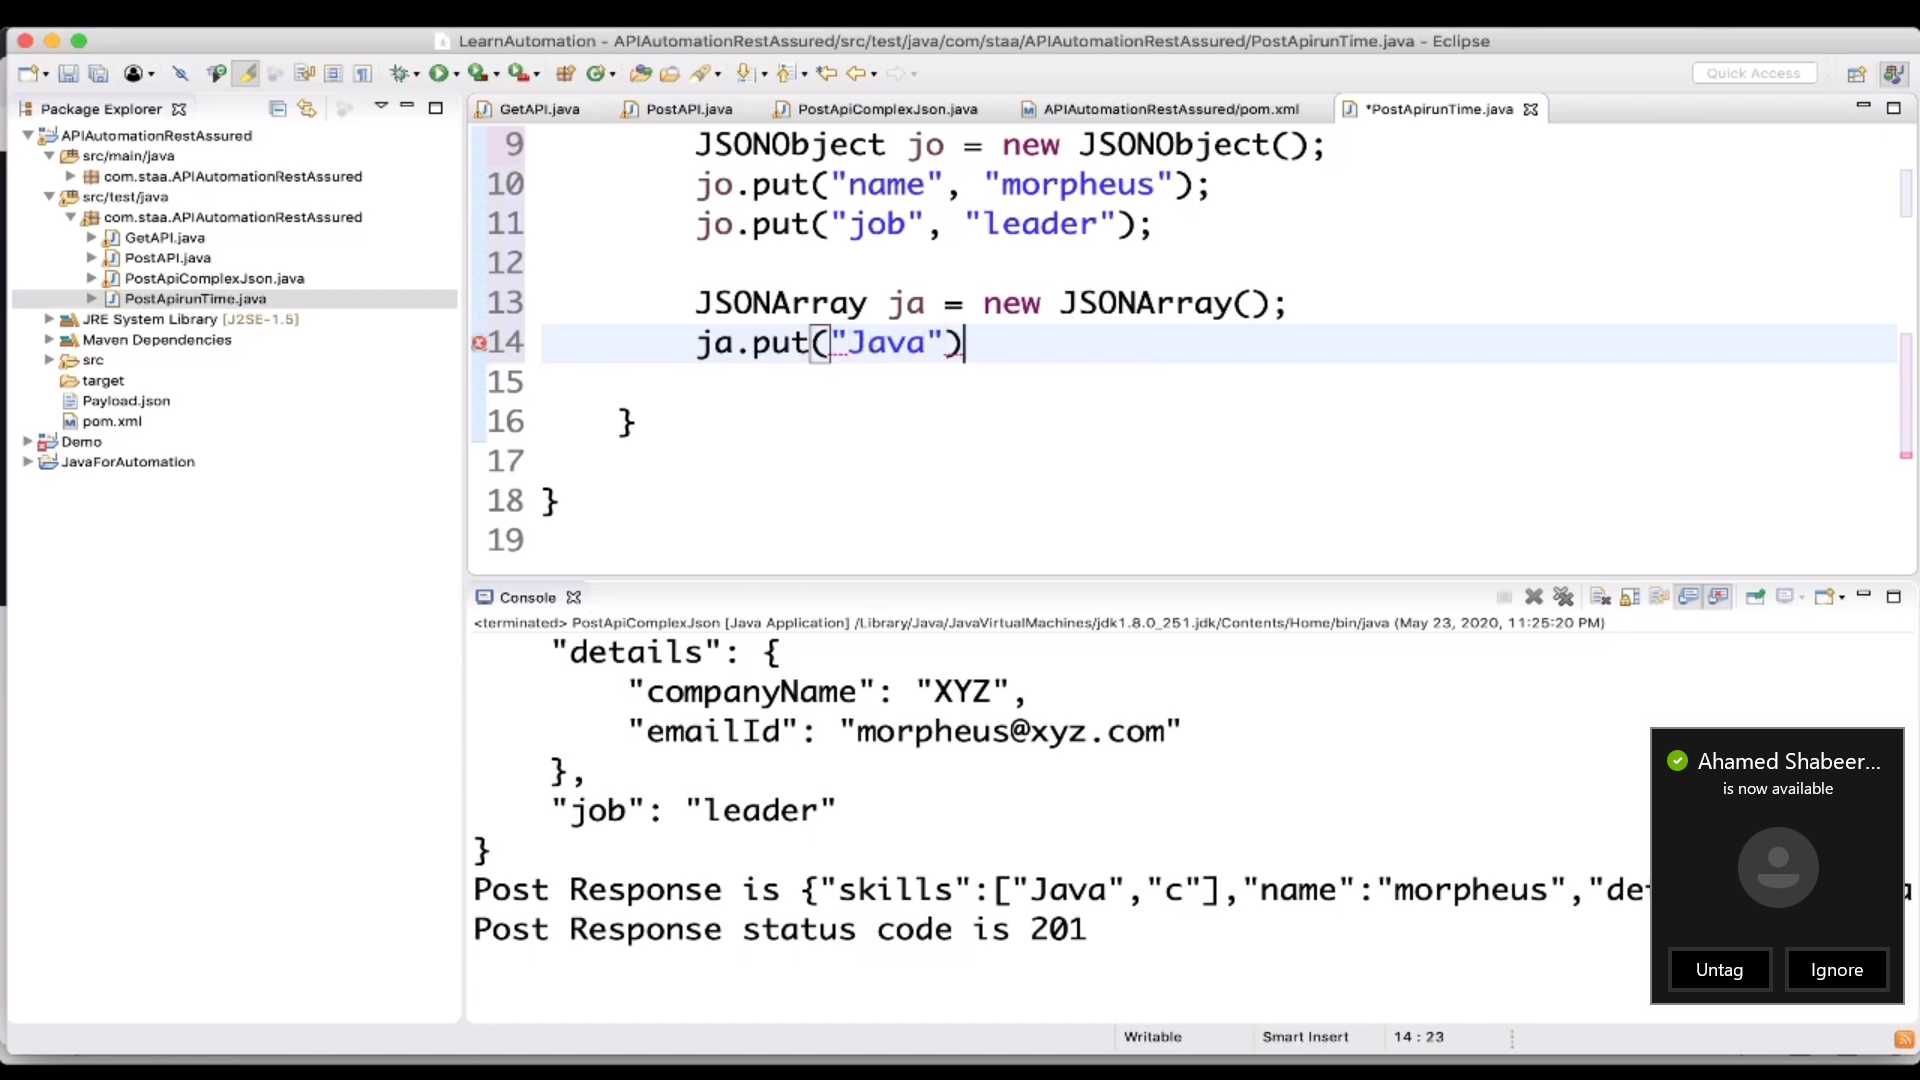 LearnAutomation - APIAutomationRestAssured/src/test/java/com/staa/APIAutomationRestAssured/PostApirunTime.java - Eclipse
Quick Access
Package Explorer
APIAutomationRestAssured
src/main/java
com.staa.APIAutomationRestAssured
src/test/java
com.staa.APIAutomationRestAssured
GetAPI.java
PostAPI.java
PostApiComplexJson.java
PostApirunTime.java
JRE System Library [J2SE-1.5]
Maven Dependencies
src
target
Payload.json
pom.xml
Demo
JavaForAutomation
GetAPI.java PostAPI.java PostApiComplexJson.java APIAutomationRestAssured/pom.xml *PostApirunTime.java
9 JSONObject jo = new JSONObject();
10 jo.put("name", "morpheus");
11 jo.put("job", "leader");
12
13 JSONArray ja = new JSONArray();
14 ja.put("Java")
15
16 }
17
18 }
19
Console
<terminated> PostApiComplexJson [Java Application] /Library/Java/JavaVirtualMachines/jdk1.8.0_251.jdk/Contents/Home/bin/java (May 23, 2020, 11:25:20 PM)
"details": {
"companyName": "XYZ",
"emailId": "morpheus@xyz.com"
},
"job": "leader"
}
Post Response is {"skills":["Java","c"],"name":"morpheus","de
Post Response status code is 201
Ahamed Shabeer...
is now available
Untag Ignore
Writable Smart Insert 14 : 23